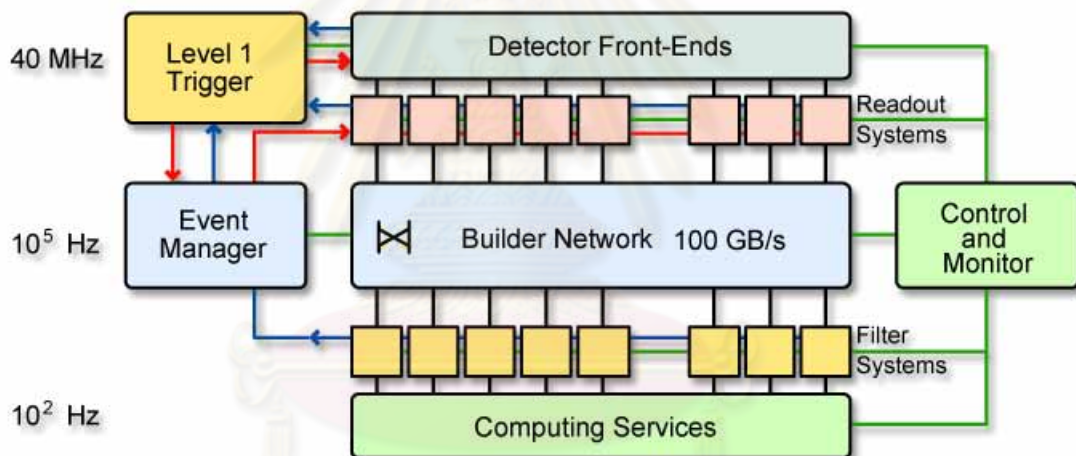 40 MHz
Level 1
Trigger
Detector Front-Ends
Readout
Systems
10⁵ Hz
Event
Manager
Builder Network 100 GB/s
Control
and
Monitor
Filter
Systems
10² Hz
Computing Services